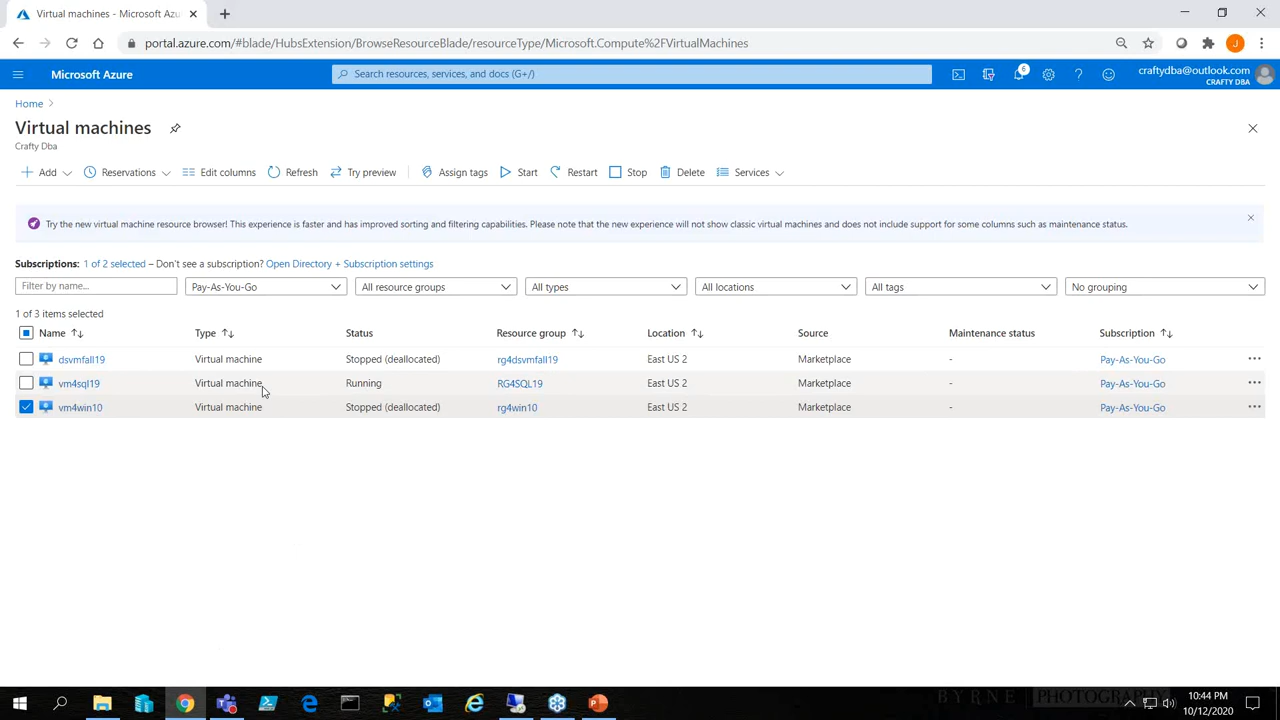 Virtual machines - Microsoft Azu
portal.azure.com/#blade/HubsExtension/BrowseResourceBlade/resourceType/Microsoft.Compute%2FVirtualMachines
Microsoft Azure
Search resources, services, and docs (G+/)
6
craftydba@outlook.com
CRAFTY DBA
J
Home
Virtual machines
Crafty Dba
Add Reservations Edit columns Refresh Try preview Assign tags Start Restart Stop Delete Services
Try the new virtual machine resource browser! This experience is faster and has improved sorting and filtering capabilities. Please note that the new experience will not show classic virtual machines and does not include support for some columns such as maintenance status.
Subscriptions: 1 of 2 selected – Don't see a subscription? Open Directory + Subscription settings
Filter by name... Pay-As-You-Go All resource groups All types All locations All tags No grouping
1 of 3 items selected
Name Type Status Resource group Location Source Maintenance status Subscription
dsvmfall19 Virtual machine Stopped (deallocated) rg4dsvmfall19 East US 2 Marketplace - Pay-As-You-Go
vm4sql19 Virtual machine Running RG4SQL19 East US 2 Marketplace - Pay-As-You-Go
vm4win10 Virtual machine Stopped (deallocated) rg4win10 East US 2 Marketplace - Pay-As-You-Go
BYRNE PHOTOGRAPHY
10:44 PM
10/12/2020